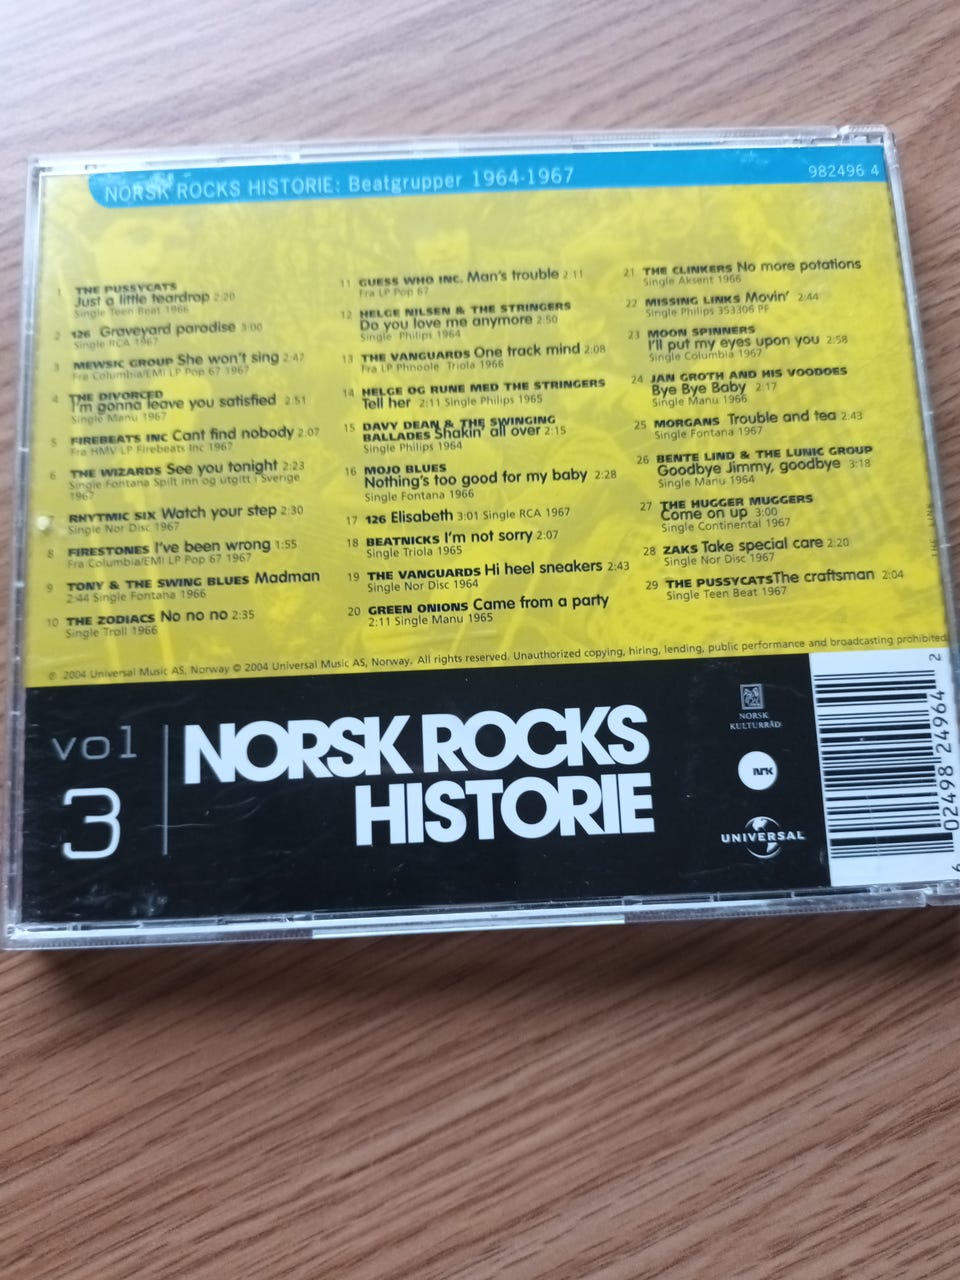 NORSK ROCKS HISTORIE: Beatgrupper 1964-1967
982496 4
1 THE PUSSYCATS
Just a little teardrop 2:20
Single Teen Beat 1966
2 126 Graveyard paradise 3:00
Single RCA 1967
3 MEWSIC GROUP She won't sing 2:47
Fra Columbia/EMI LP Pop 67 1967
4 THE DIVORCED
I'm gonna leave you satisfied 2:51
Single Manu 1967
5 FIREBEATS INC Cant find nobody 2:07
Fra HMV LP Firebeats Inc 1967
6 THE WIZARDS See you tonight 2:23
Single Fontana Spilt inn og utgitt i Sverige
1967
RHYTMIC SIX Watch your step 2:30
Single Nor Disc 1967
8 FIRESTONES I've been wrong 1:55
Fra Columbia/EMI LP Pop 67 1967
9 TONY & THE SWING BLUES Madman
2:44 Single Fontana 1966
10 THE ZODIACS No no no 2:35
Single Troll 1966
11 GUESS WHO INC. Man's trouble 2:11
Fra LP Pop 67
12 HELGE NILSEN & THE STRINGERS
Do you love me anymore 2:50
Single Philips 1964
13 THE VANGUARDS One track mind 2:08
Fra LP Phnoole Triola 1966
14 HELGE OG RUNE MED THE STRINGERS
Tell her 2:11 Single Philips 1965
15 DAVY DEAN & THE SWINGING
BALLADES Shakin' all over 2:15
Single Philips 1964
16 MOJO BLUES
Nothing's too good for my baby 2:28
Single Fontana 1966
17 126 Elisabeth 3:01 Single RCA 1967
18 BEATNICKS I'm not sorry 2:07
Single Triola 1965
19 THE VANGUARDS Hi heel sneakers 2:43
Single Nor Disc 1964
20 GREEN ONIONS Came from a party
2:11 Single Manu 1965
21 THE CLINKERS No more potations
Single Aksent 1966
22 MISSING LINKS Movin' 2:44
Single Philips 353306 PF
23 MOON SPINNERS
I'll put my eyes upon you 2:58
Single Columbia 1967
24 JAN GROTH AND HIS VOODOES
Bye Bye Baby 2:17
Single Manu 1966
25 MORGANS Trouble and tea 2:43
Single Fontana 1967
26 BENTE LIND & THE LUNIC GROUP
Goodbye Jimmy, goodbye 3:18
Single Manu 1964
27 THE HUGGER MUGGERS
Come on up 3:00
Single Continental 1967
28 ZAKS Take special care 2:20
Single Nor Disc 1967
29 THE PUSSYCATS The craftsman 2:04
Single Teen Beat 1967
℗ 2004 Universal Music AS, Norway © 2004 Universal Music AS, Norway. All rights reserved. Unauthorized copying, hiring, lending, public performance and broadcasting prohibited.
vol
3
NORSK ROCKS
HISTORIE
NORSK
KULTURRÅD
NRK
UNIVERSAL
6 02498 24964 2